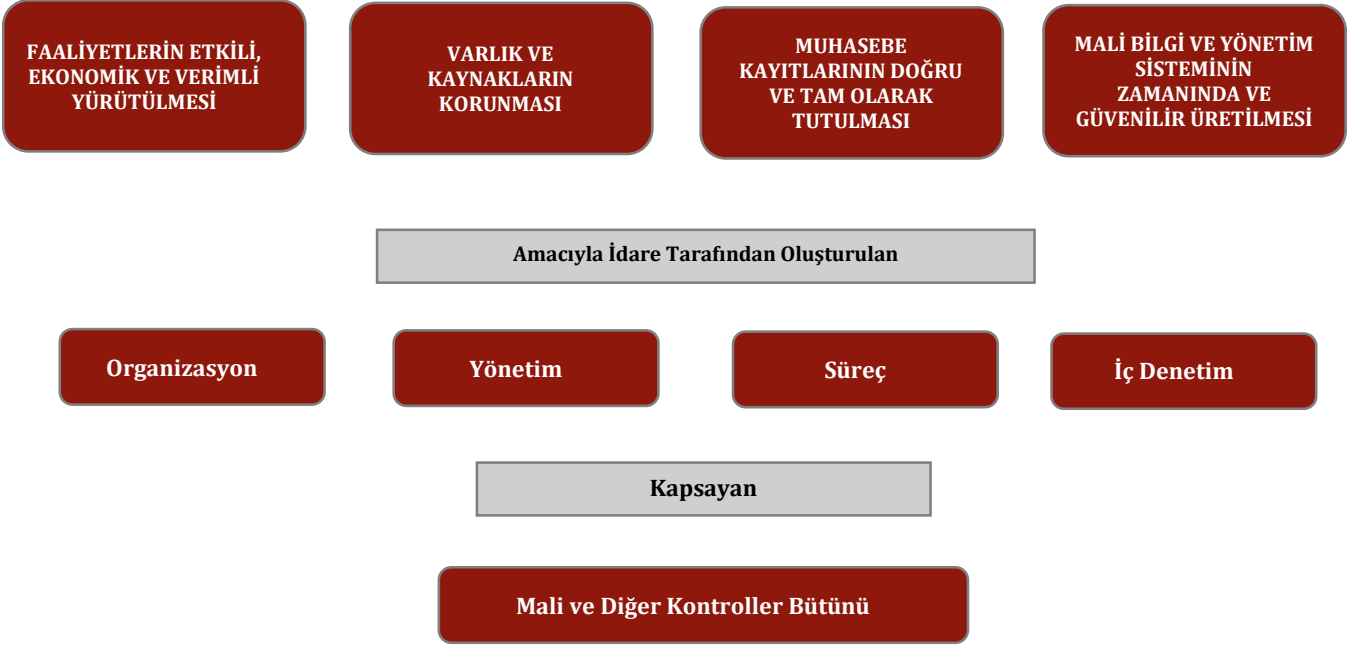 FAALİYETLERİN ETKİLİ,
EKONOMİK VE VERİMLİ
YÜRÜTÜLMESİ
VARLIK VE
KAYNAKLARIN
KORUNMASI
MUHASEBE
KAYITLARININ DOĞRU
VE TAM OLARAK
TUTULMASI
MALİ BİLGİ VE YÖNETİM
SİSTEMİNİN
ZAMANINDA VE
GÜVENİLİR ÜRETİLMESİ
Amacıyla İdare Tarafından Oluşturulan
Organizasyon
Yönetim
Süreç
İç Denetim
Kapsayan
Mali ve Diğer Kontroller Bütünü